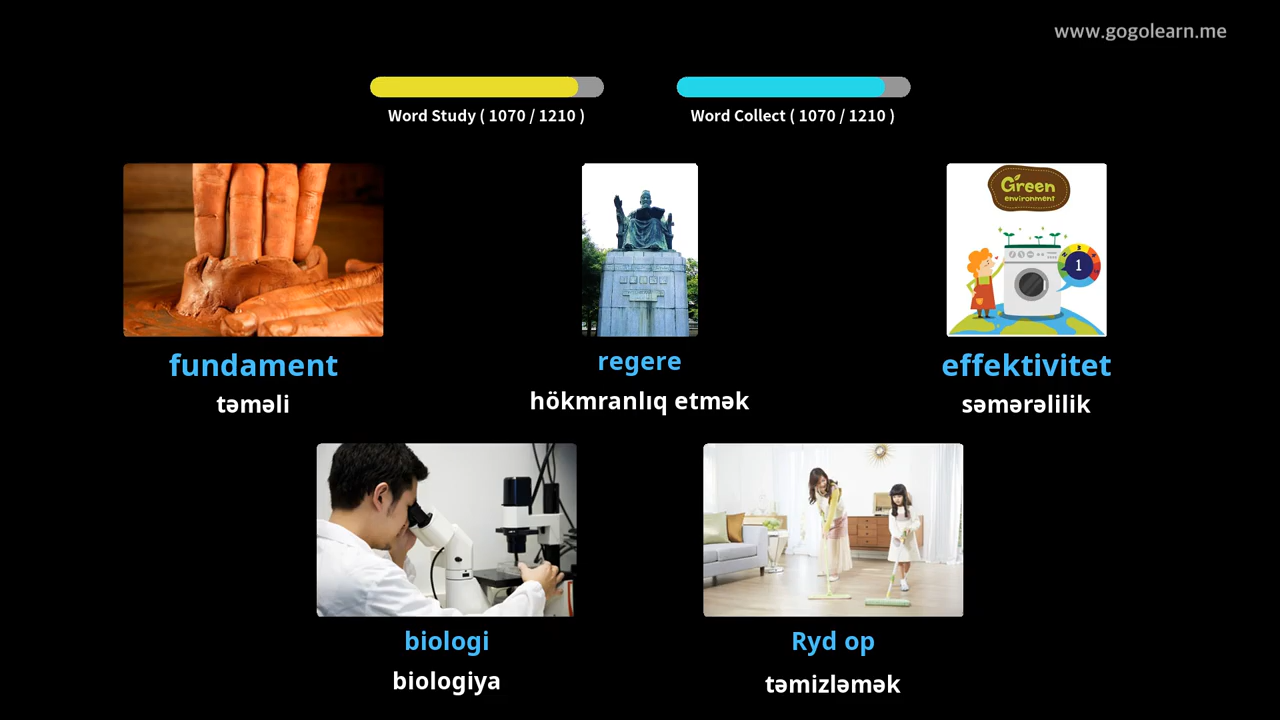 www.gogolearn.me
Word Study ( 1070 / 1210 )
Word Collect ( 1070 / 1210 )
Green
environment
1
fundament
təməli
regere
hökmranlıq etmək
effektivitet
səmərəlilik
biologi
biologiya
Ryd op
təmizləmək